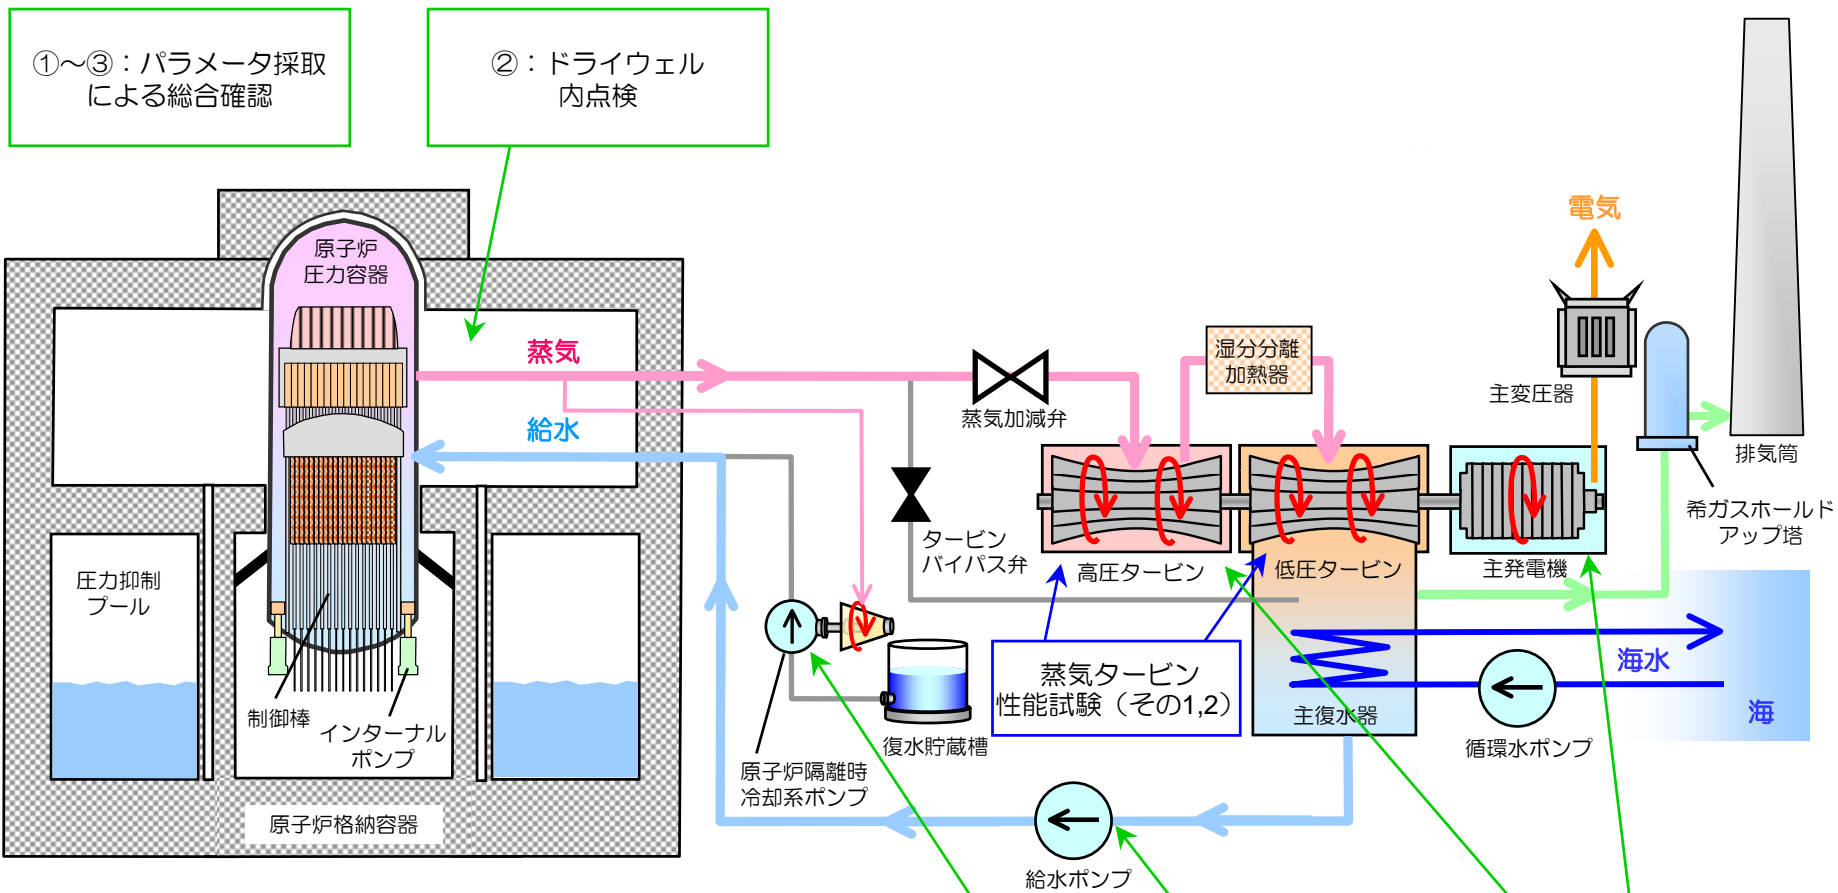 ①～③：パラメータ採取
による総合確認
②：ドライウェル
内点検
原子炉
圧力容器
蒸気
給水
圧力抑制
プール
制御棒
インターナル
ポンプ
原子炉格納容器
原子炉隔離時
冷却系ポンプ
復水貯蔵槽
タービン
バイパス弁
蒸気加減弁
湿分分離
加熱器
高圧タービン
低圧タービン
主発電機
蒸気タービン
性能試験（その1,2）
主復水器
給水ポンプ
循環水ポンプ
海水
海
電気
主変圧器
排気筒
希ガスホールド
アップ塔